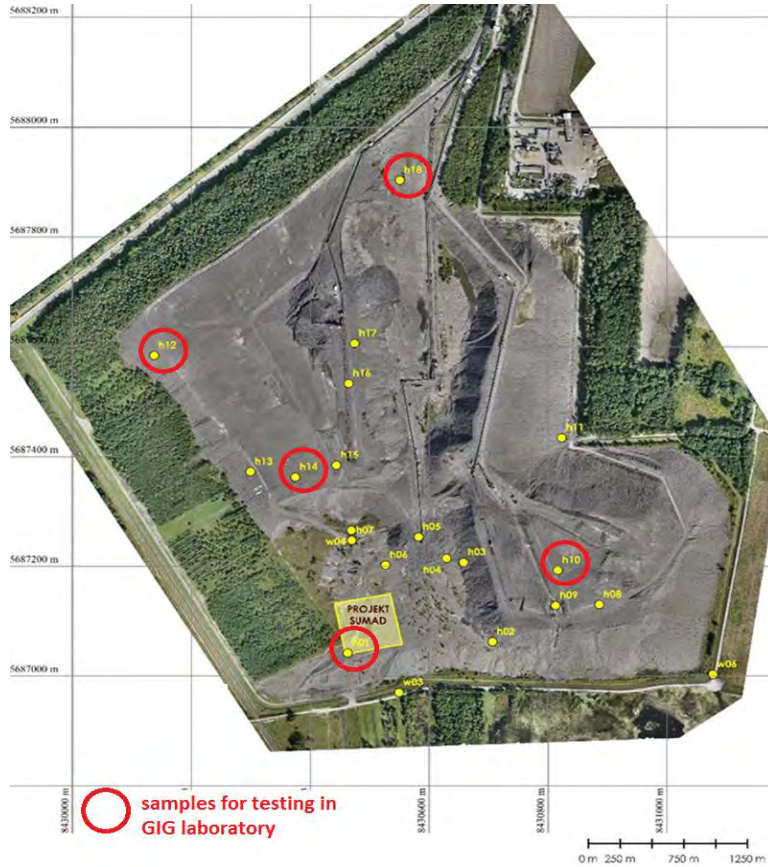 5688200 m
5688000 m
h18
5687800 m
h17
h12
h16
h11
5687400 m
h15
h13
h14
h07
h05
w04
h03
h04
h06
h10
5687200 m
h09
h08
PROJEKT
SUMAD
h02
h01
5687000 m
w06
w03
8430000 m
8430600 m
8430800 m
8431000 m
samples for testing in
GIG laboratory
0 m 250 m 750 m 1250 m